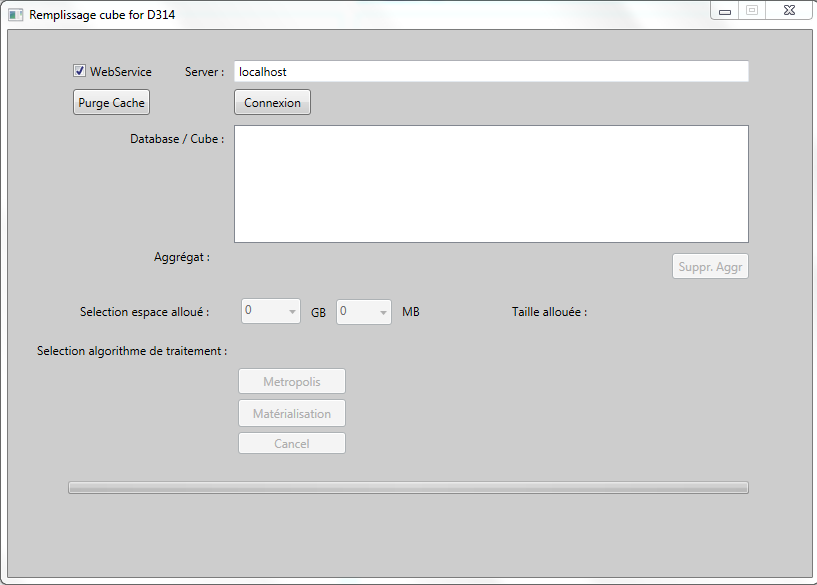 Remplissage cube for D314
WebService Server : localhost
Purge Cache Connexion
Database / Cube :
Aggrégat :
Suppr. Aggr
Selection espace alloué : 0 GB 0 MB Taille allouée :
Selection algorithme de traitement :
Metropolis
Matérialisation
Cancel